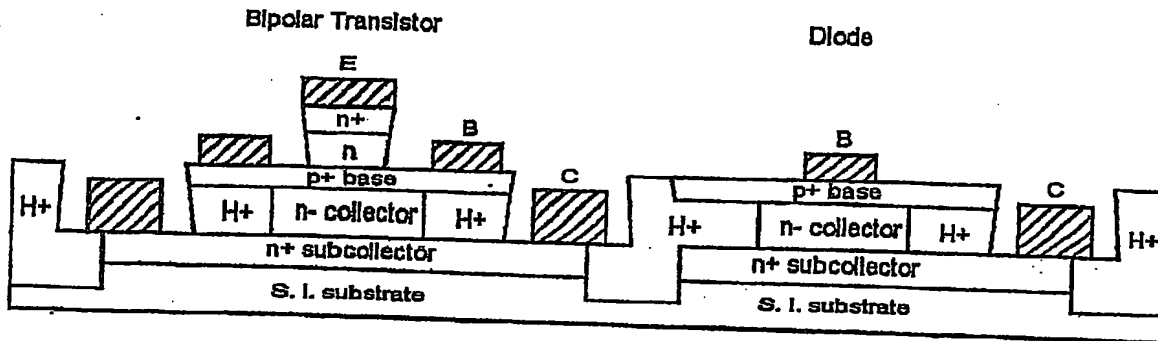 Bipolar Transistor
Diode
E
n+
n
B
p+ base
C
H+
H+
n- collector
H+
n+ subcollector
S. I. substrate
B
p+ base
C
H+
n- collector
H+
H+
n+ subcollector
S. I. substrate